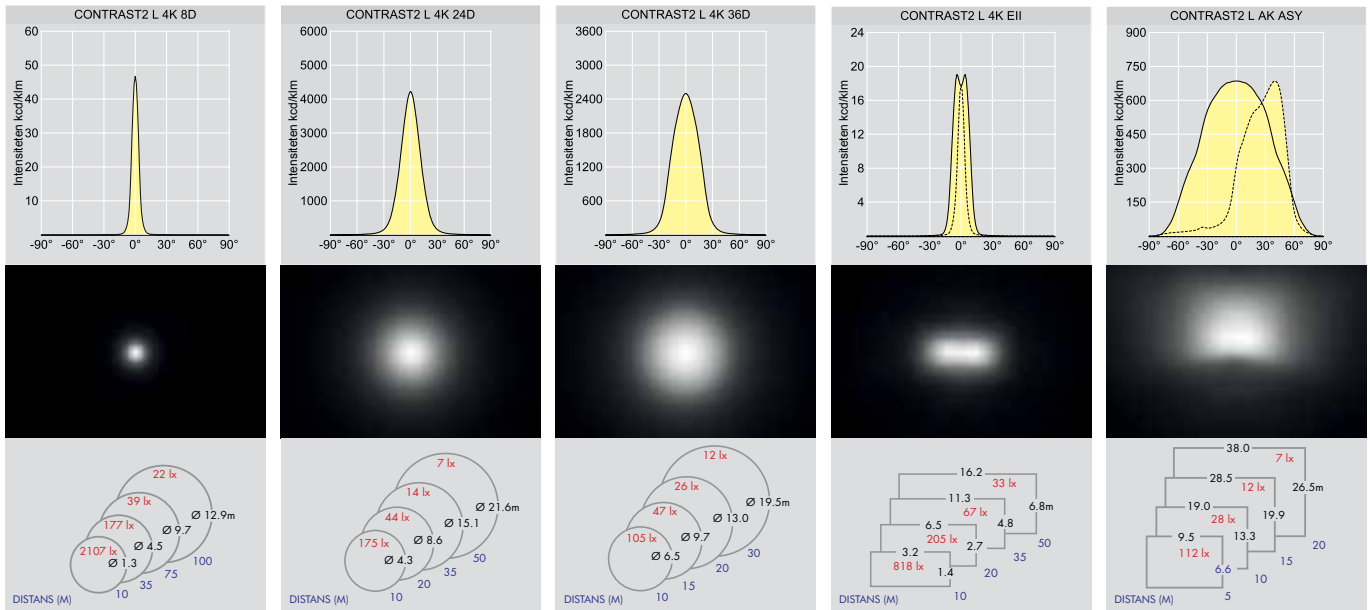 CONTRAST2 L 4K 8D
Intensiteten kcd/klm
60
50
40
30
20
10
-90° -60° -30° 0° 30° 60° 90°
22 lx
39 lx
177 lx
2107 lx
Ø 12.9m
Ø 9.7
Ø 4.5
Ø 1.3
100
75
35
10
DISTANS (M)
CONTRAST2 L 4K 24D
6000
5000
4000
3000
2000
1000
-90° -60° -30° 0° 30° 60° 90°
7 lx
14 lx
44 lx
175 lx
Ø 21.6m
Ø 15.1
Ø 8.6
Ø 4.3
50
35
20
10
DISTANS (M)
CONTRAST2 L 4K 36D
Intensiteten kcd/klm
3600
3000
2400
1800
1200
600
-90° -60° -30° 0° 30° 60° 90°
12 lx
26 lx
47 lx
105 lx
Ø 19.5m
Ø 13.0
Ø 9.7
Ø 6.5
30
20
15
10
DISTANS (M)
CONTRAST2 L 4K EII
Intensiteten kcd/klm
24
20
16
12
8
4
-90° -60° -30° 0° 30° 60° 90°
16.2
33 lx
11.3
6.8m
67 lx
6.5
4.8
205 lx
3.2
2.7
818 lx
1.4
50
35
20
10
DISTANS (M)
CONTRAST2 L AK ASY
Intensiteten kcd/klm
900
750
600
450
300
150
-90° -60° -30° 0° 30° 60° 90°
38.0
7 lx
28.5
12 lx
26.5m
19.0
28 lx
19.9
9.5
13.3
112 lx
6.6
20
15
10
5
DISTANS (M)